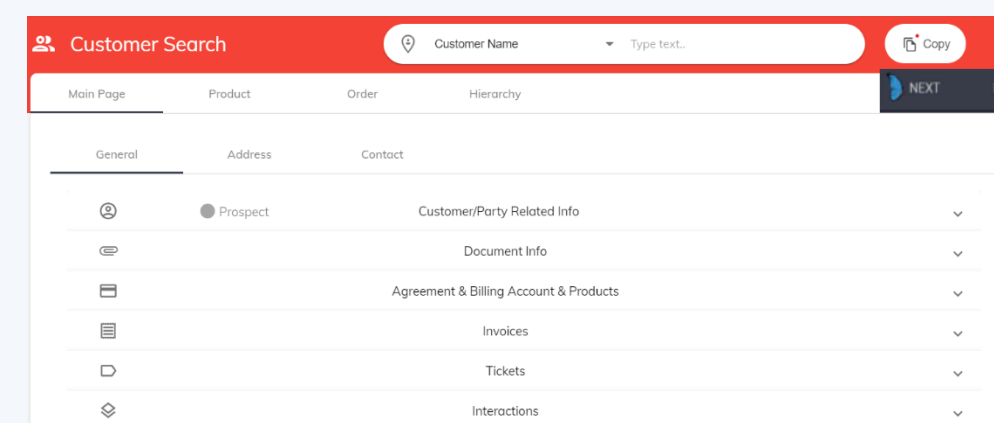 Customer Search
Customer Name
Type text..
Copy
NEXT
Main Page
Product
Order
Hierarchy
General
Address
Contact
Prospect
Customer/Party Related Info
Document Info
Agreement & Billing Account & Products
Invoices
Tickets
Interactions